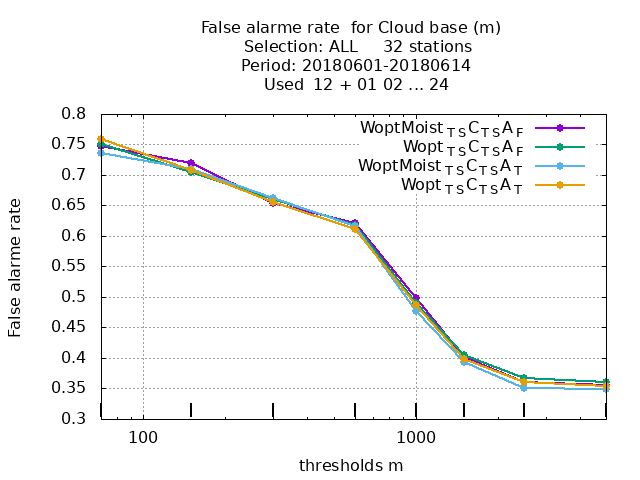 False alarme rate  for Cloud base (m)
Selection: ALL     32 stations
Period: 20180601-20180614
Used  12 + 01 02 ... 24
WoptMoist TS C TS A F
Wopt TS C TS A F
WoptMoist TS C TS A T
Wopt TS C TS A T
0.8
0.75
0.7
0.65
0.6
0.55
0.5
0.45
0.4
0.35
0.3
False alarme rate
100
1000
thresholds m